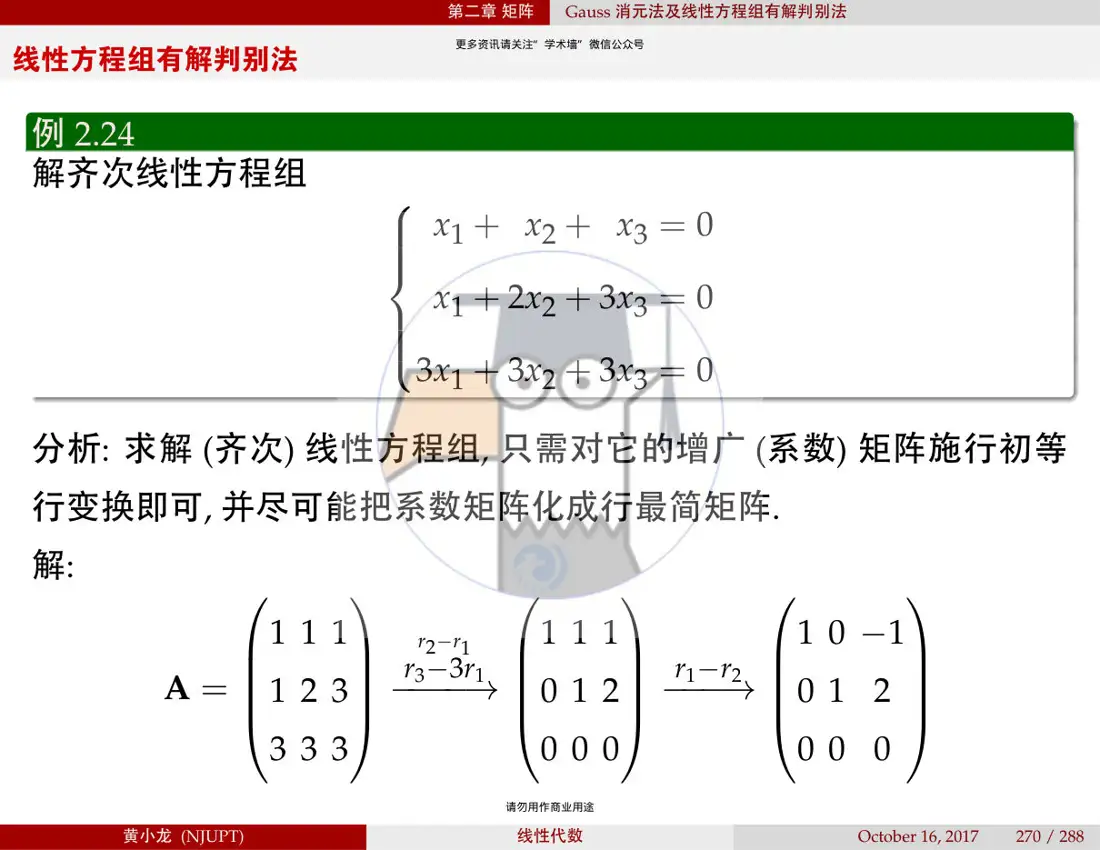 第二章 矩阵 Gauss 消元法及线性方程组有解判别法
线性方程组有解判别法
更多资讯请关注“学术墙”微信公众号
例 2.24
解齐次线性方程组
x₁ + x₂ + x₃ = 0
x₁ + 2x₂ + 3x₃ = 0
3x₁ + 3x₂ + 3x₃ = 0
分析: 求解 (齐次) 线性方程组, 只需对它的增广 (系数) 矩阵施行初等
行变换即可, 并尽可能把系数矩阵化成行最简矩阵.
解:
r₂−r₁
1 1 1 1 1 1 1 0 −1
A = 1 2 3 r₃−3r₁ 0 1 2 r₁−r₂ 0 1 2
3 3 3 0 0 0 0 0 0
请勿用作商业用途
黄小龙 (NJUPT) 线性代数 October 16, 2017 270 / 288